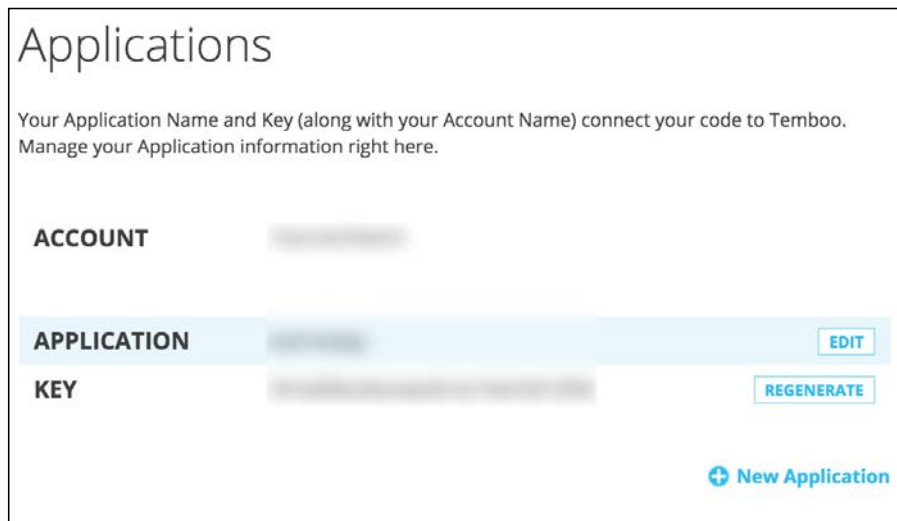 Applications
Your Application Name and Key (along with your Account Name) connect your code to Temboo.
Manage your Application information right here.
ACCOUNT
APPLICATION
EDIT
KEY
REGENERATE
New Application